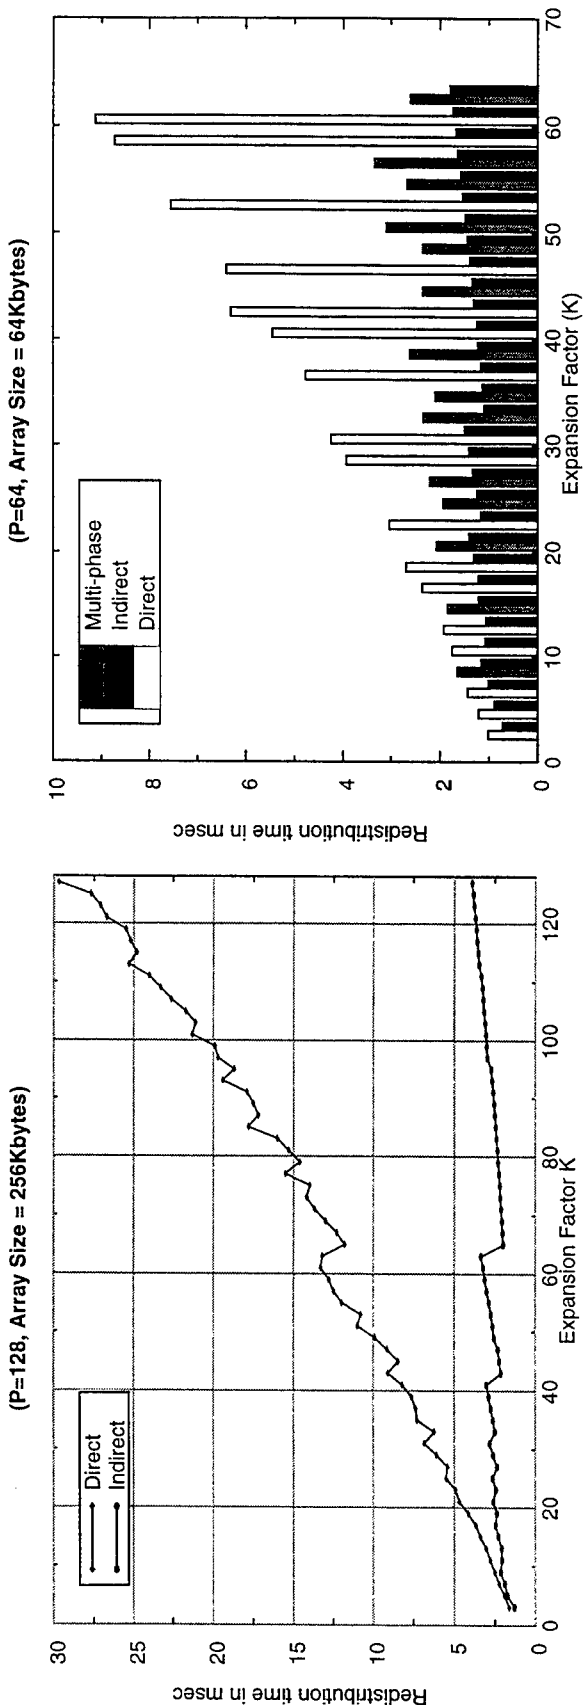 (P=128, Array Size = 256Kbytes)
Direct
Indirect
30
25
20
15
10
5
0
Redistribution time in msec
0
20
40
60
80
100
120
Expansion Factor K
(P=64, Array Size = 64Kbytes)
Multi-phase
Indirect
Direct
10
8
6
4
2
0
Redistribution time in msec
0
10
20
30
40
50
60
70
Expansion Factor (K)